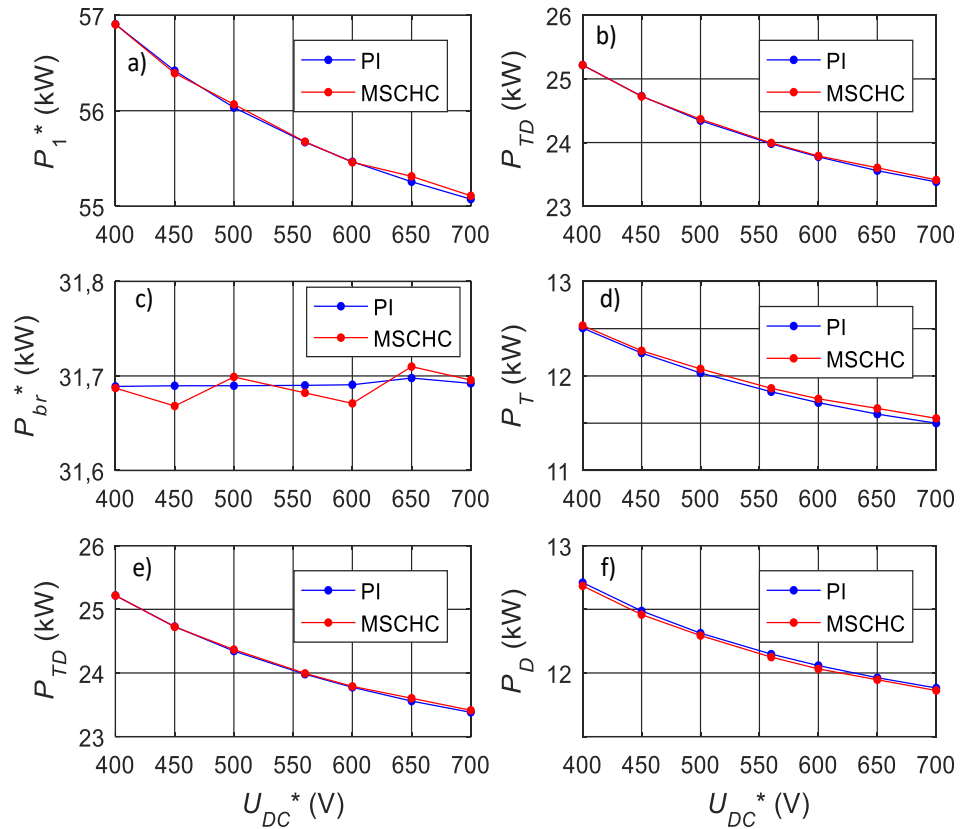 a)
57
56
55
P1* (kW)
PI
MSCHC
400 450 500 550 600 650 700
b)
26
25
24
23
PTD (kW)
PI
MSCHC
400 450 500 550 600 650 700
c)
31,8
31,7
31,6
Pbr* (kW)
PI
MSCHC
400 450 500 550 600 650 700
d)
13
12
11
PT (kW)
PI
MSCHC
400 450 500 550 600 650 700
e)
26
25
24
23
PTD (kW)
PI
MSCHC
400 450 500 550 600 650 700
UDC* (V)
f)
13
12
PD (kW)
PI
MSCHC
400 450 500 550 600 650 700
UDC* (V)